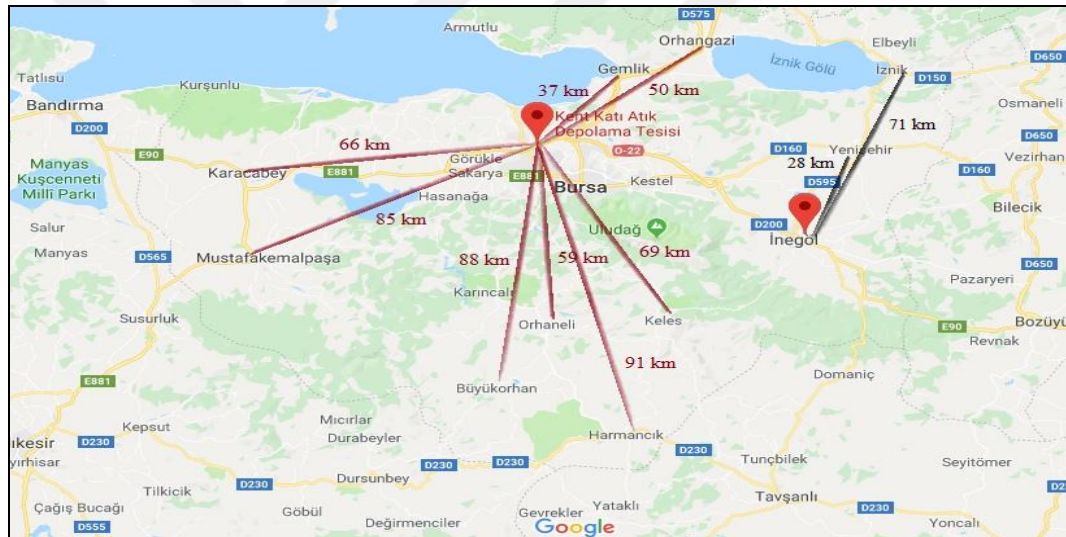 D575
Armutlu
Orhangazi
Elbeyli
D650
Tatlısu
Kurşunlu
Gemlik
İznik Gölü
İznik
D150
Bandırma
37 km
50 km
Osmaneli
D200
Kent Katı Atık
Depolama Tesisi
71 km
D650
66 km
E90
Görükle
O-22
D160
Yenişehir
Vezirhan
Manyas
Kuşcenneti
Milli Parkı
Karacabey
E881
Sakarya
E881
28 km
D595
D160
Hasanağa
Bursa
Kestel
Bilecik
85 km
D200
Salur
Uludağ
İnegöl
Manyas
D565
Mustafakemalpaşa
88 km
59 km
69 km
D650
Karıncalı
Pazaryeri
Susurluk
Orhaneli
Keles
E90
Bozüyü
Revnak
91 km
Domaniç
E881
Büyükorhan
Mıcırlar
ıkesir
Kepsut
Durabeyler
Harmancık
D230
D230
D230
D230
D230
yırhisar
Dursunbey
Tunçbilek
Seyitömer
D230
Tilkicik
Tavşanlı
D2
Çağış Bucağı
Göbül
Gevrekler
Yataklı
D230
D555
Değirmenciler
Google
Yoncalı